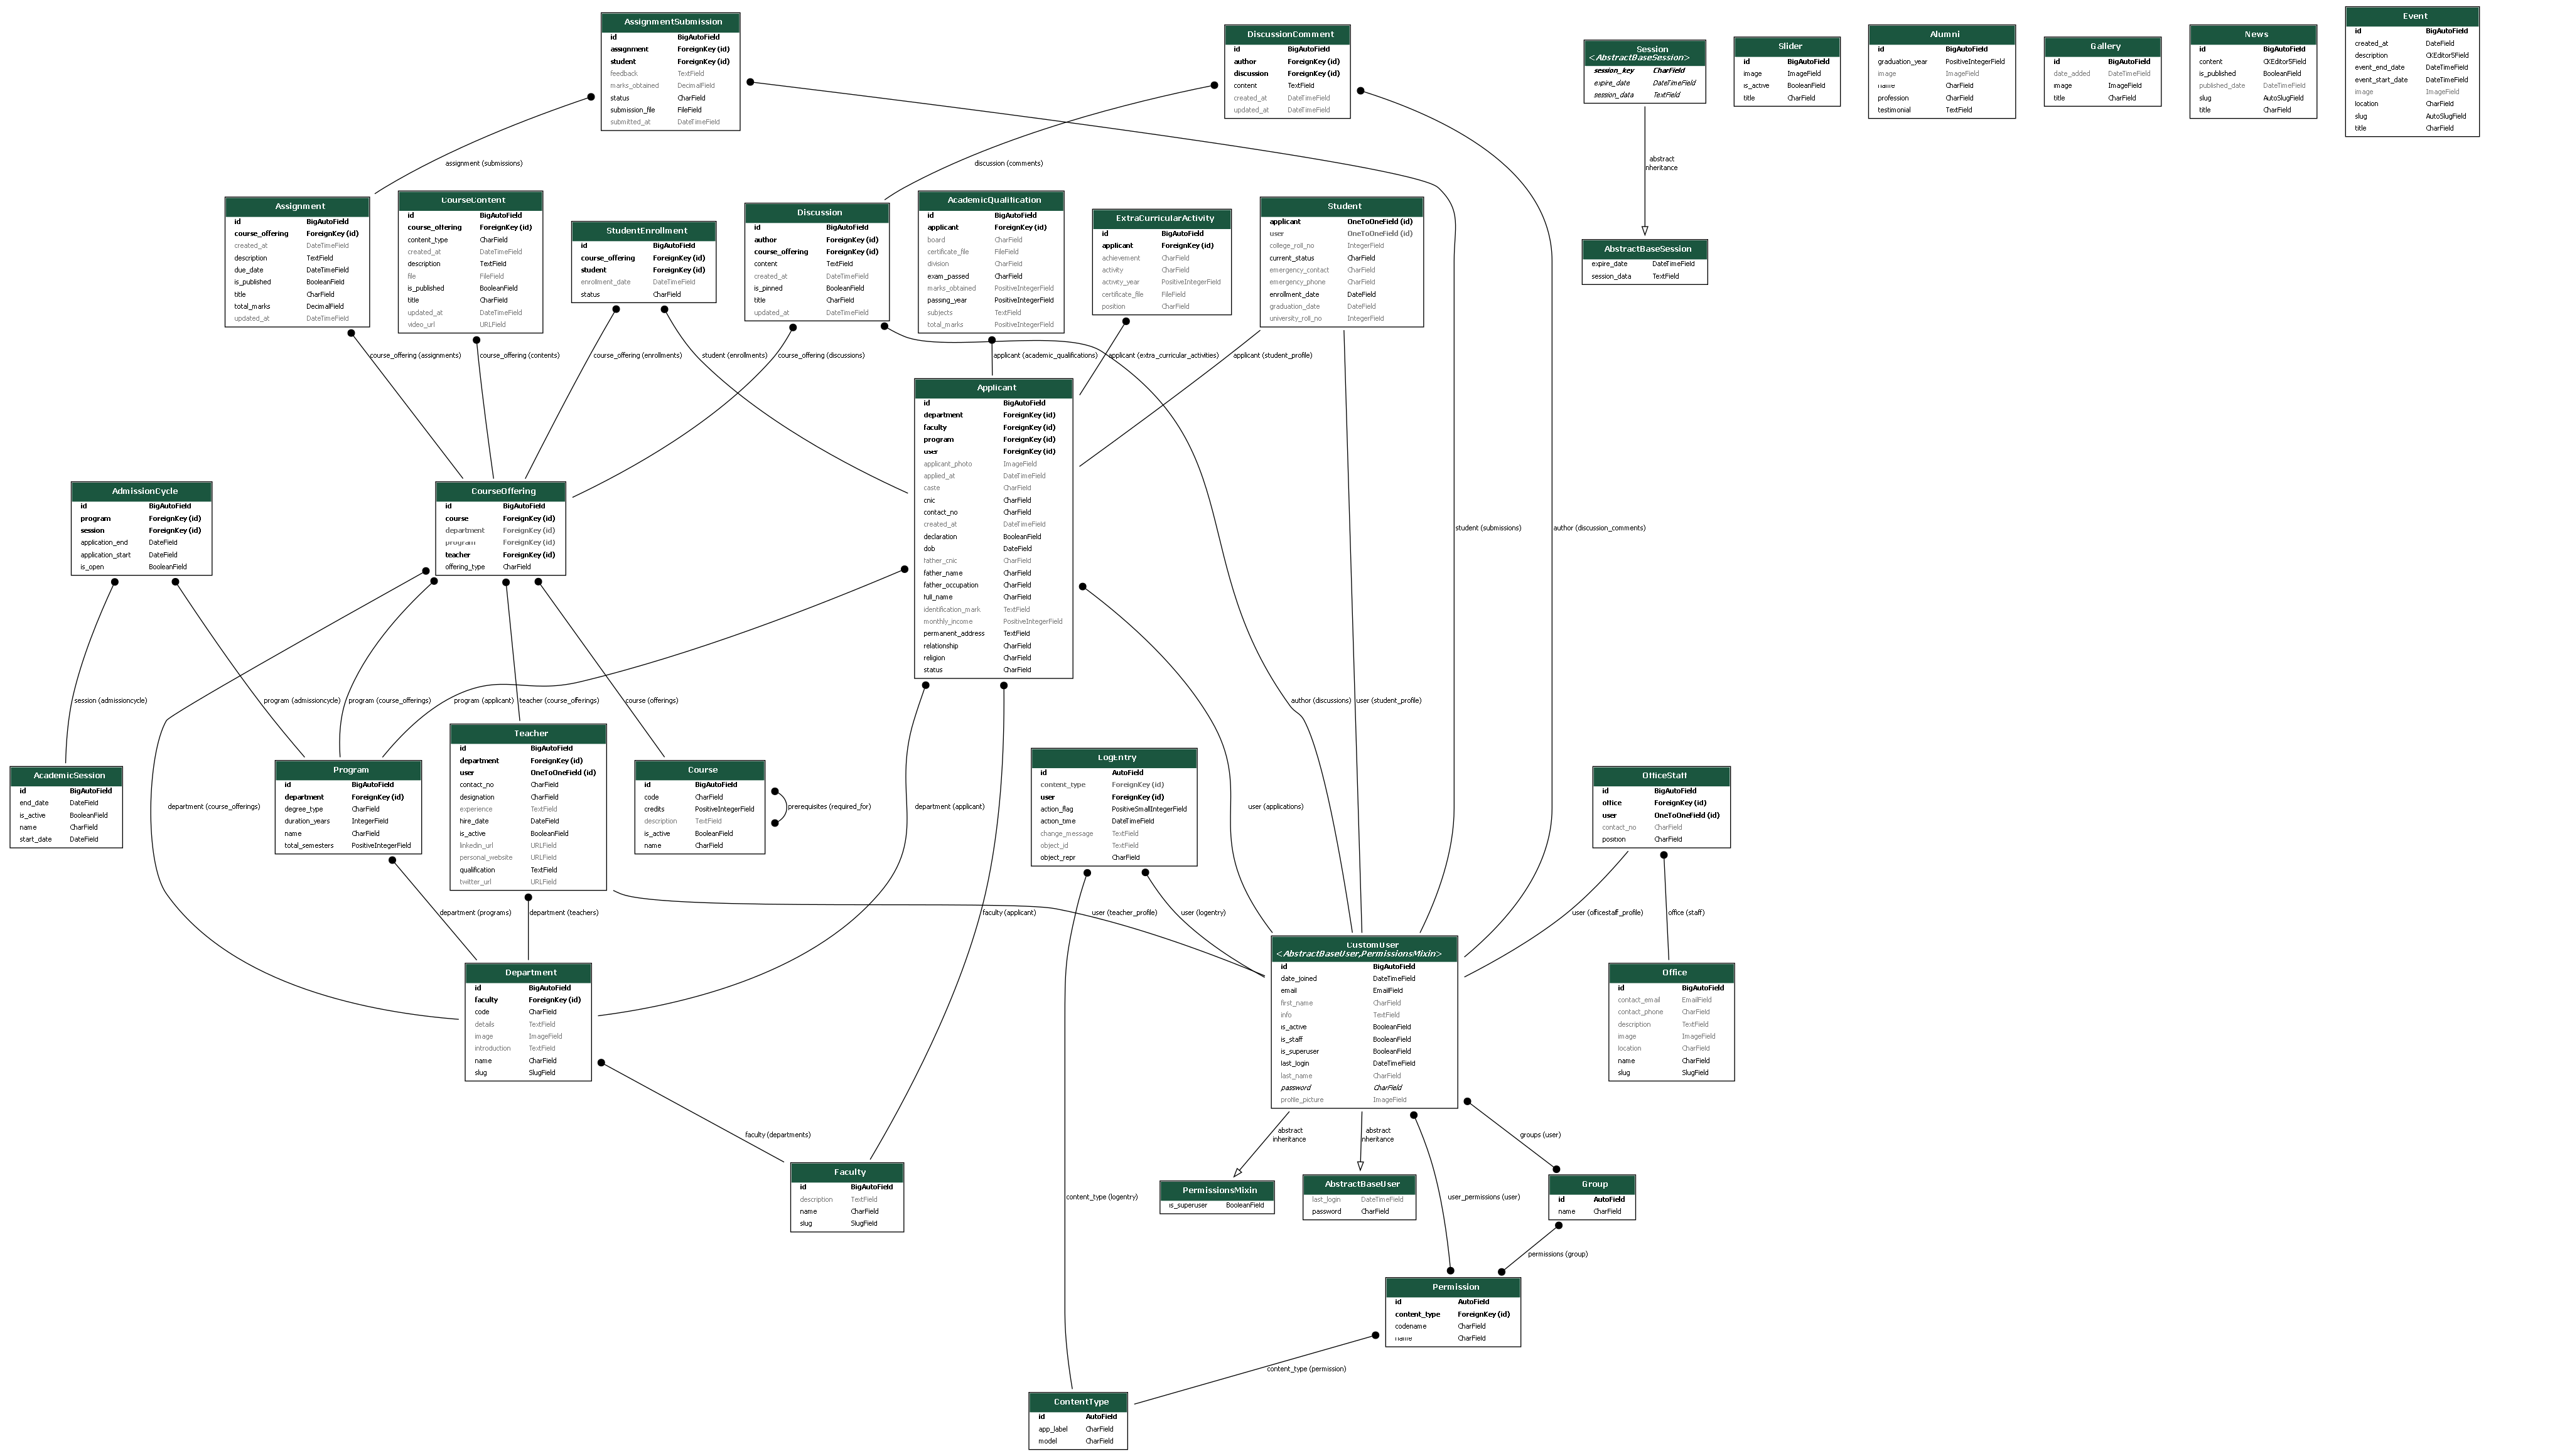 AssignmentSubmission
id BigAutoField
assignment ForeignKey (id)
student ForeignKey (id)
feedback TextField
marks_obtained DecimalField
status CharField
submission_file FileField
submitted_at DateTimeField
DiscussionComment
id BigAutoField
author ForeignKey (id)
discussion ForeignKey (id)
content TextField
created_at DateTimeField
updated_at DateTimeField
Session
<AbstractBaseSession>
session_key CharField
expire_date DateTimeField
session_data TextField
Slider
id BigAutoField
image ImageField
is_active BooleanField
title CharField
Alumni
id BigAutoField
graduation_year PositiveIntegerField
image ImageField
name CharField
profession CharField
testimonial TextField
Gallery
id BigAutoField
date_added DateTimeField
image ImageField
title CharField
News
id BigAutoField
content CKEditor5Field
is_published BooleanField
published_date DateTimeField
slug AutoSlugField
title CharField
Event
id BigAutoField
created_at DateField
description CKEditor5Field
event_end_date DateTimeField
event_start_date DateTimeField
image ImageField
location CharField
slug AutoSlugField
title CharField
assignment (submissions)
discussion (comments)
abstract
inheritance
Assignment
id BigAutoField
course_offering ForeignKey (id)
created_at DateTimeField
description TextField
due_date DateTimeField
is_published BooleanField
title CharField
total_marks DecimalField
updated_at DateTimeField
CourseContent
id BigAutoField
course_offering ForeignKey (id)
content_type CharField
created_at DateTimeField
description TextField
file FileField
is_published BooleanField
title CharField
updated_at DateTimeField
video_url URLField
StudentEnrollment
id BigAutoField
course_offering ForeignKey (id)
student ForeignKey (id)
enrollment_date DateTimeField
status CharField
Discussion
id BigAutoField
author ForeignKey (id)
course_offering ForeignKey (id)
content TextField
created_at DateTimeField
is_pinned BooleanField
title CharField
updated_at DateTimeField
AcademicQualification
id BigAutoField
applicant ForeignKey (id)
board CharField
certificate_file FileField
division CharField
exam_passed CharField
marks_obtained PositiveIntegerField
passing_year PositiveIntegerField
subjects TextField
total_marks PositiveIntegerField
ExtraCurricularActivity
id BigAutoField
applicant ForeignKey (id)
achievement CharField
activity CharField
activity_year PositiveIntegerField
certificate_file FileField
position CharField
Student
applicant OneToOneField (id)
user OneToOneField (id)
college_roll_no IntegerField
current_status CharField
emergency_contact CharField
emergency_phone CharField
enrollment_date DateField
graduation_date DateField
university_roll_no IntegerField
AbstractBaseSession
expire_date DateTimeField
session_data TextField
course_offering (assignments)
course_offering (contents)
course_offering (enrollments)
student (enrollments)
course_offering (discussions)
applicant (academic_qualifications)
applicant (extra_curricular_activities)
applicant (student_profile)
Applicant
id BigAutoField
department ForeignKey (id)
faculty ForeignKey (id)
program ForeignKey (id)
user ForeignKey (id)
applicant_photo ImageField
applied_at DateTimeField
caste CharField
cnic CharField
contact_no CharField
created_at DateTimeField
declaration BooleanField
dob DateField
father_cnic CharField
father_name CharField
father_occupation CharField
full_name CharField
identification_mark TextField
monthly_income PositiveIntegerField
permanent_address TextField
relationship CharField
religion CharField
status CharField
AdmissionCycle
id BigAutoField
program ForeignKey (id)
session ForeignKey (id)
application_end DateField
application_start DateField
is_open BooleanField
CourseOffering
id BigAutoField
course ForeignKey (id)
department ForeignKey (id)
program ForeignKey (id)
teacher ForeignKey (id)
offering_type CharField
student (submissions)
author (discussion_comments)
session (admissioncycle)
program (admissioncycle)
program (course_offerings)
program (applicant)
teacher (course_offerings)
course (offerings)
author (discussions)
user (student_profile)
AcademicSession
id BigAutoField
end_date DateField
is_active BooleanField
name CharField
start_date DateField
department (course_offerings)
Program
id BigAutoField
department ForeignKey (id)
degree_type CharField
duration_years IntegerField
name CharField
total_semesters PositiveIntegerField
Teacher
id BigAutoField
department ForeignKey (id)
user OneToOneField (id)
contact_no CharField
designation CharField
experience TextField
hire_date DateField
is_active BooleanField
linkedin_url URLField
personal_website URLField
qualification TextField
twitter_url URLField
Course
id BigAutoField
code CharField
credits PositiveIntegerField
description TextField
is_active BooleanField
name CharField
prerequisites (required_for)
department (applicant)
LogEntry
id AutoField
content_type ForeignKey (id)
user ForeignKey (id)
action_flag PositiveSmallIntegerField
action_time DateTimeField
change_message TextField
object_id TextField
object_repr CharField
user (applications)
OfficeStaff
id BigAutoField
office ForeignKey (id)
user OneToOneField (id)
contact_no CharField
position CharField
department (programs)
department (teachers)
faculty (applicant)
user (teacher_profile)
user (logentry)
user (officestaff_profile)
office (staff)
Department
id BigAutoField
faculty ForeignKey (id)
code CharField
details TextField
image ImageField
introduction TextField
name CharField
slug SlugField
CustomUser
<AbstractBaseUser,PermissionsMixin>
id BigAutoField
date_joined DateTimeField
email EmailField
first_name CharField
info TextField
is_active BooleanField
is_staff BooleanField
is_superuser BooleanField
last_login DateTimeField
last_name CharField
password CharField
profile_picture ImageField
Office
id BigAutoField
contact_email EmailField
contact_phone CharField
description TextField
image ImageField
location CharField
name CharField
slug SlugField
faculty (departments)
abstract
inheritance
abstract
inheritance
groups (user)
Faculty
id BigAutoField
description TextField
name CharField
slug SlugField
content_type (logentry)
PermissionsMixin
is_superuser BooleanField
AbstractBaseUser
last_login DateTimeField
password CharField
user_permissions (user)
Group
id AutoField
name CharField
permissions (group)
Permission
id AutoField
content_type ForeignKey (id)
codename CharField
name CharField
content_type (permission)
ContentType
id AutoField
app_label CharField
model CharField